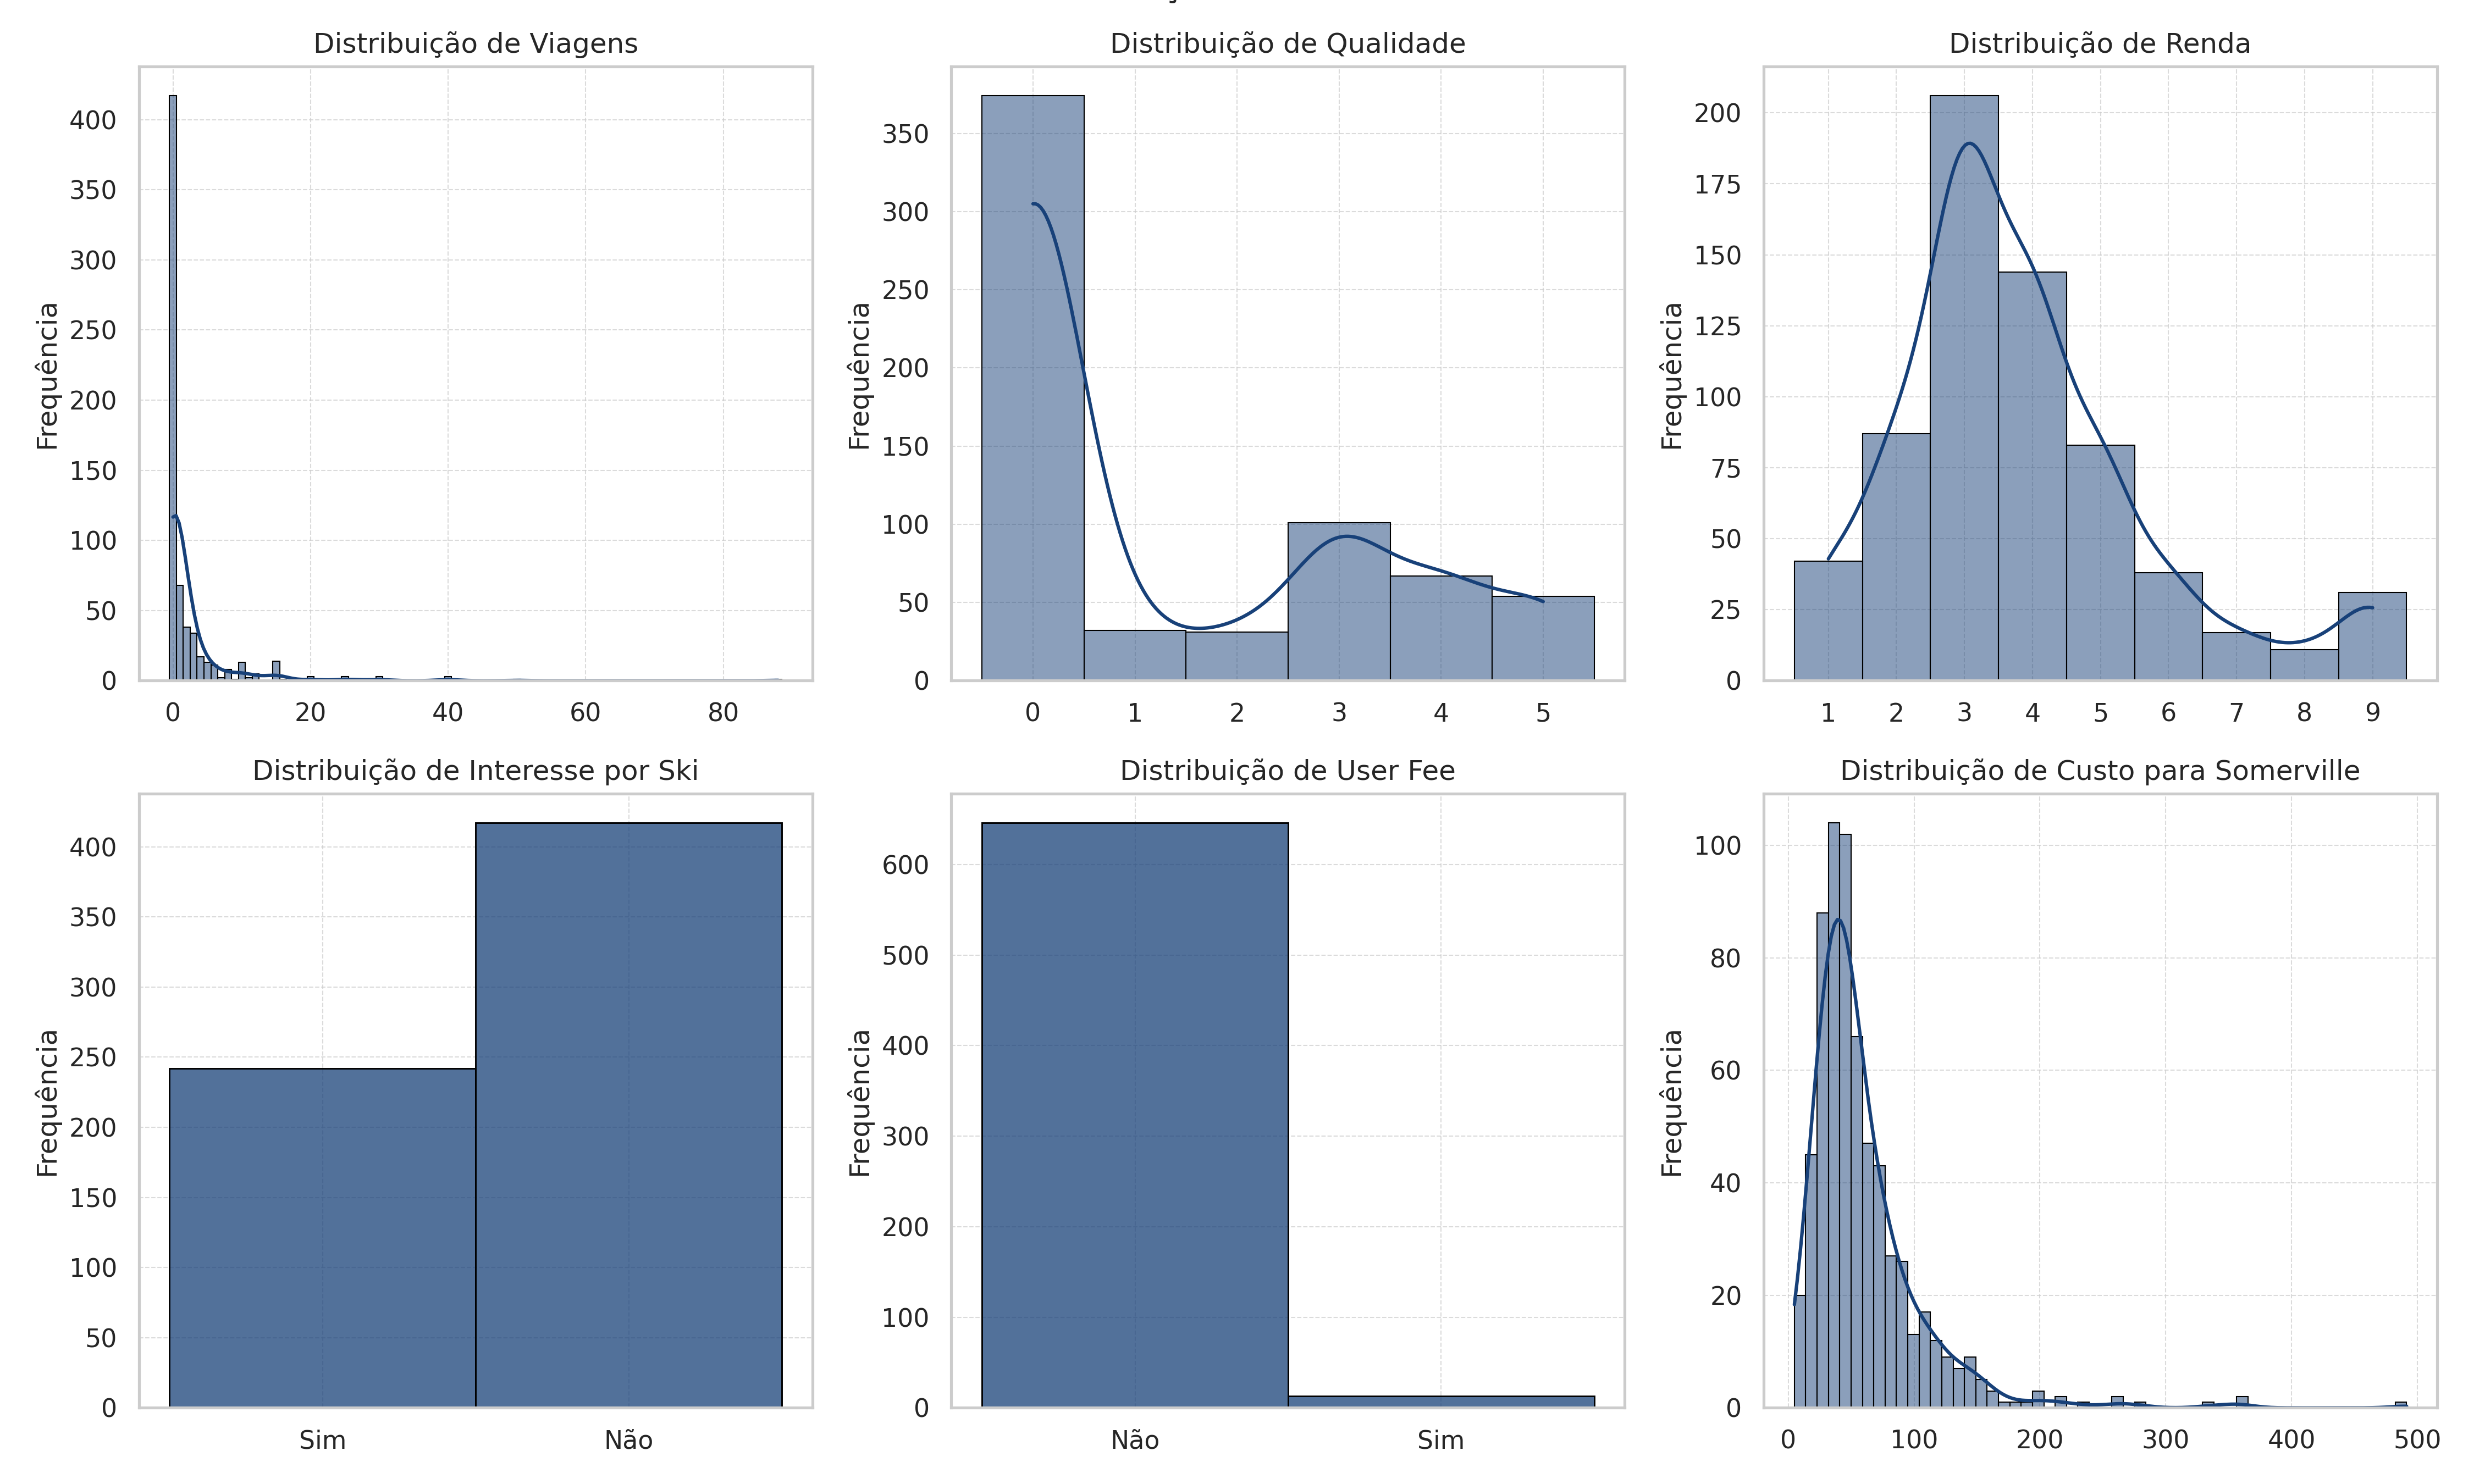 Distribuição de Viagens
Frequência
400
350
300
250
200
150
100
50
0
0 20 40 60 80
Distribuição de Qualidade
Frequência
350
300
250
200
150
100
50
0
0 1 2 3 4 5
Distribuição de Renda
Frequência
200
175
150
125
100
75
50
25
0
1 2 3 4 5 6 7 8 9
Distribuição de Interesse por Ski
Frequência
400
350
300
250
200
150
100
50
0
Sim Não
Distribuição de User Fee
Frequência
600
500
400
300
200
100
0
Não Sim
Distribuição de Custo para Somerville
Frequência
100
80
60
40
20
0
0 100 200 300 400 500